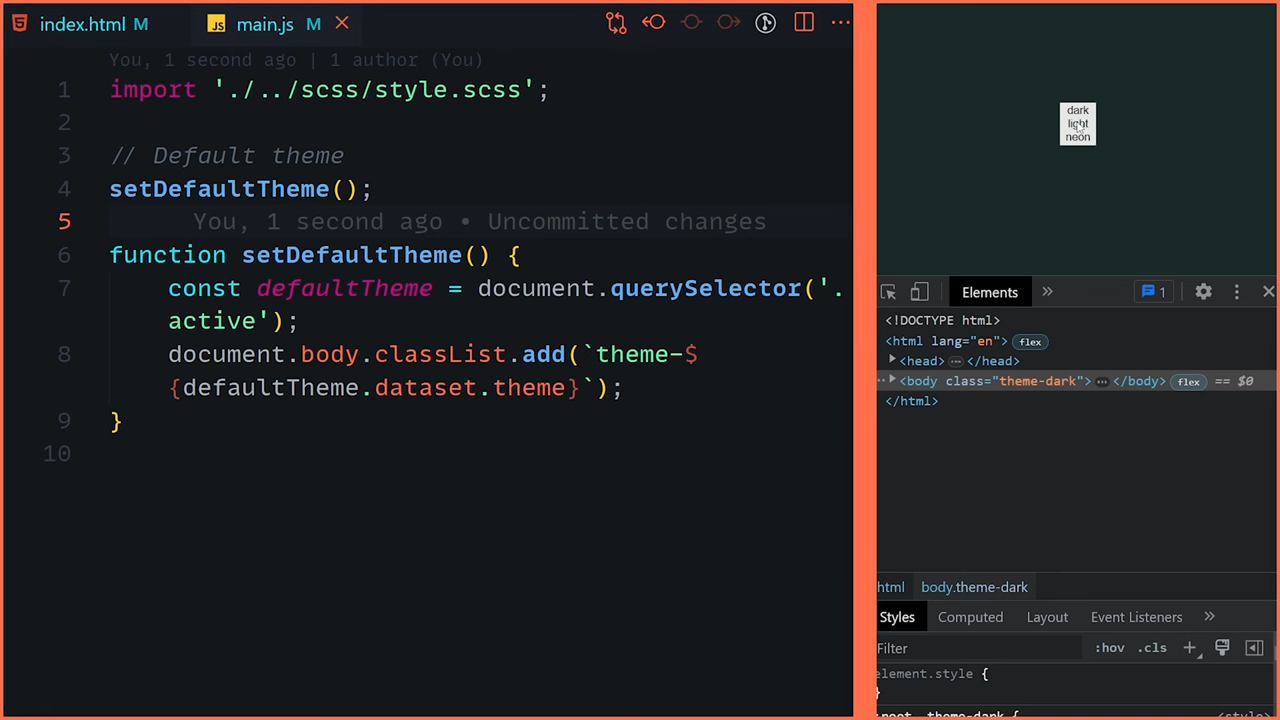 index.html M
main.js M
You, 1 second ago | 1 author (You)
1 import './../scss/style.scss';
2
3 // Default theme
4 setDefaultTheme();
5 You, 1 second ago • Uncommitted changes
6 function setDefaultTheme() {
7 const defaultTheme = document.querySelector('.
active');
8 document.body.classList.add(`theme-$
{defaultTheme.dataset.theme}`);
9 }
10
dark
light
neon
Elements » 1
<!DOCTYPE html>
<html lang="en"> flex
<head> … </head>
<body class="theme-dark"> … </body> flex == $0
</html>
html body.theme-dark
Styles Computed Layout Event Listeners »
Filter :hov .cls +
element.style {
}
theme-dark {